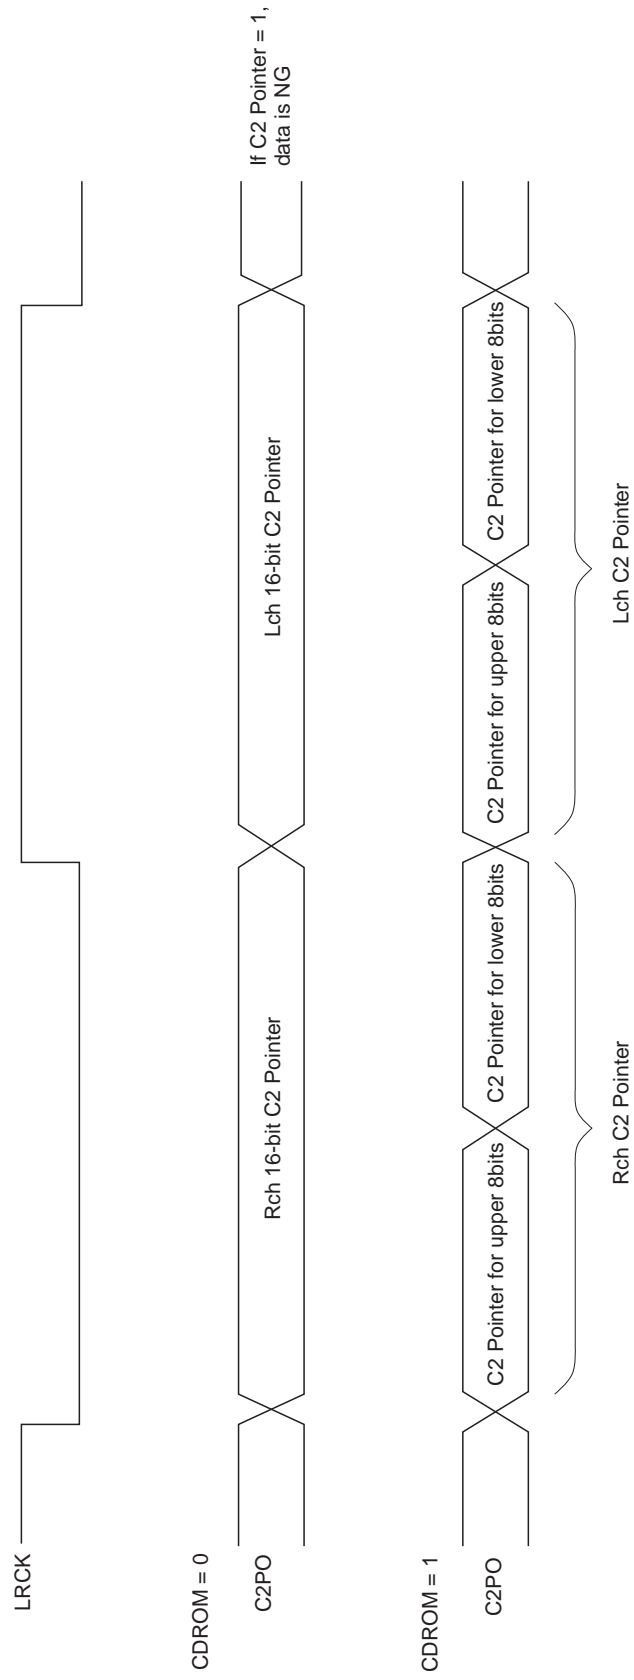 LRCK
CDROM = 0
C2PO
Rch 16-bit C2 Pointer
Lch 16-bit C2 Pointer
If C2 Pointer = 1,
data is NG
CDROM = 1
C2PO
C2 Pointer for upper 8bits
C2 Pointer for lower 8bits
C2 Pointer for upper 8bits
C2 Pointer for lower 8bits
Rch C2 Pointer
Lch C2 Pointer